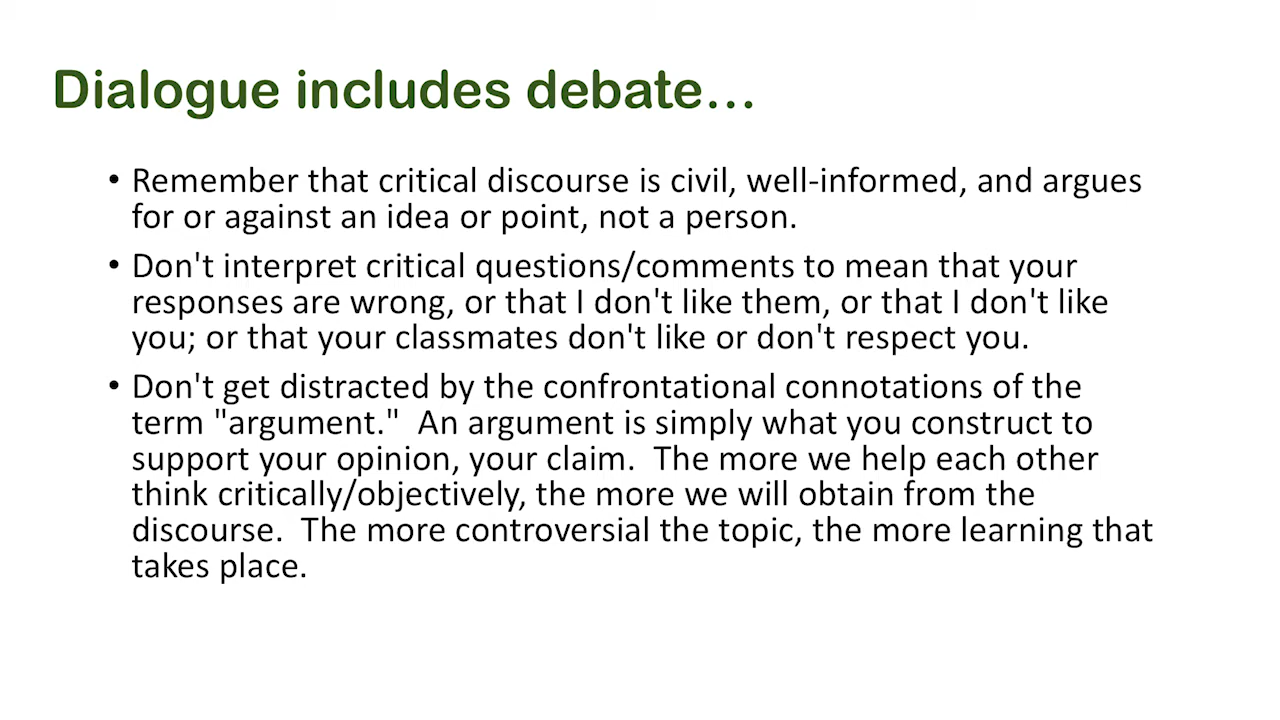 Dialogue includes debate...
• Remember that critical discourse is civil, well-informed, and argues
for or against an idea or point, not a person.
• Don't interpret critical questions/comments to mean that your
responses are wrong, or that I don't like them, or that I don't like
you; or that your classmates don't like or don't respect you.
• Don't get distracted by the confrontational connotations of the
term "argument."  An argument is simply what you construct to
support your opinion, your claim.  The more we help each other
think critically/objectively, the more we will obtain from the
discourse.  The more controversial the topic, the more learning that
takes place.